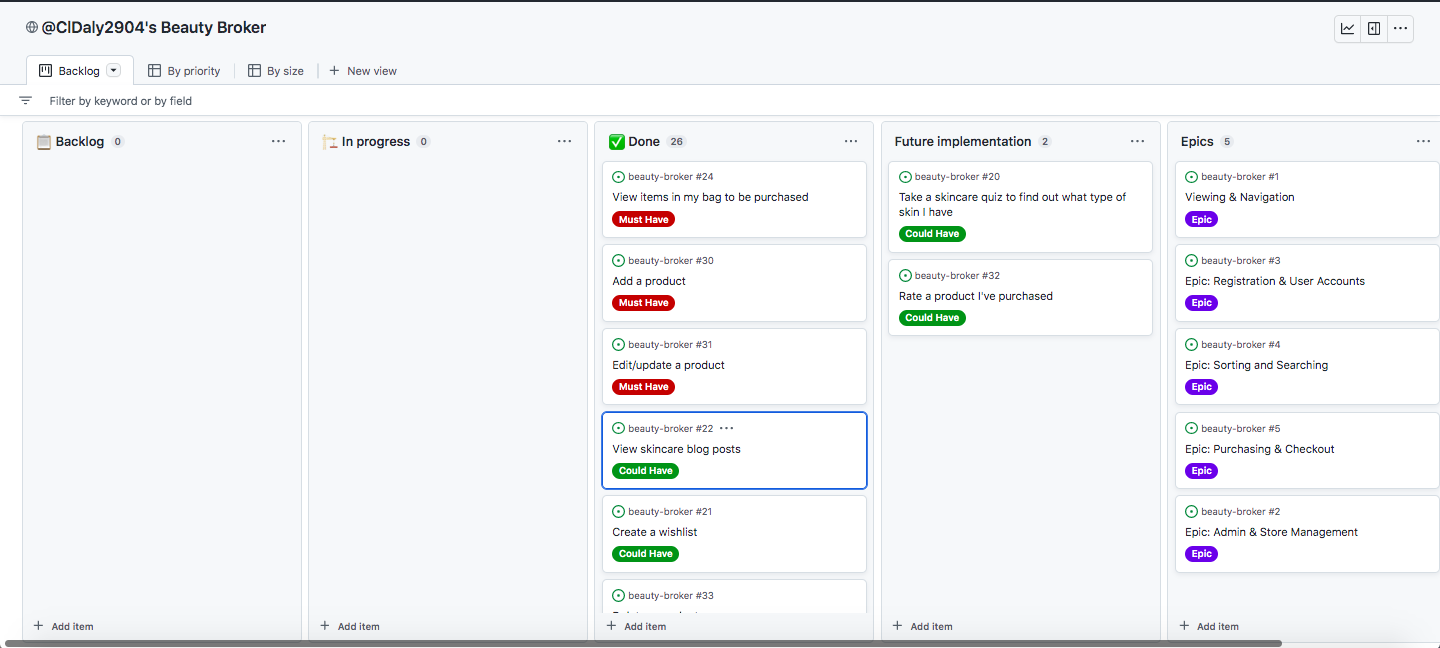 @ClDaly2904's Beauty Broker
Backlog
By priority
By size
New view
Filter by keyword or by field
Backlog 0
In progress 0
Done 26
beauty-broker #24
View items in my bag to be purchased
Must Have
beauty-broker #30
Add a product
Must Have
beauty-broker #31
Edit/update a product
Must Have
beauty-broker #22
View skincare blog posts
Could Have
beauty-broker #21
Create a wishlist
Could Have
beauty-broker #33
Future implementation 2
beauty-broker #20
Take a skincare quiz to find out what type of
skin I have
Could Have
beauty-broker #32
Rate a product I've purchased
Could Have
Epics 5
beauty-broker #1
Viewing & Navigation
Epic
beauty-broker #3
Epic: Registration & User Accounts
Epic
beauty-broker #4
Epic: Sorting and Searching
Epic
beauty-broker #5
Epic: Purchasing & Checkout
Epic
beauty-broker #2
Epic: Admin & Store Management
Epic
Add item
Add item
Add item
Add item
Add item